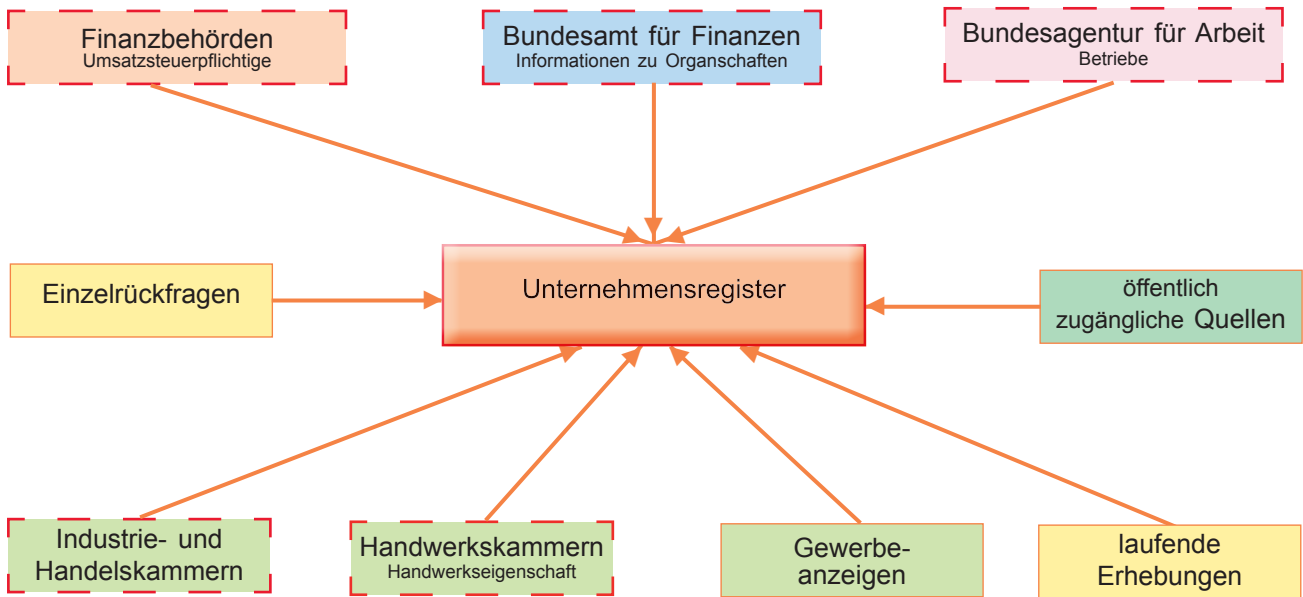 Finanzbehörden
Umsatzsteuerpflichtige
Bundesamt für Finanzen
Informationen zu Organschaften
Bundesagentur für Arbeit
Betriebe
Einzelrückfragen
Unternehmensregister
öffentlich
zugängliche Quellen
Industrie- und
Handelskammern
Handwerkskammern
Handwerkseigenschaft
Gewerbe-
anzeigen
laufende
Erhebungen